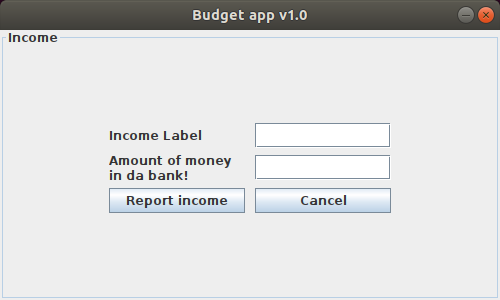 Budget app v1.0
Income
Income Label
Amount of money
in da bank!
Report income
Cancel